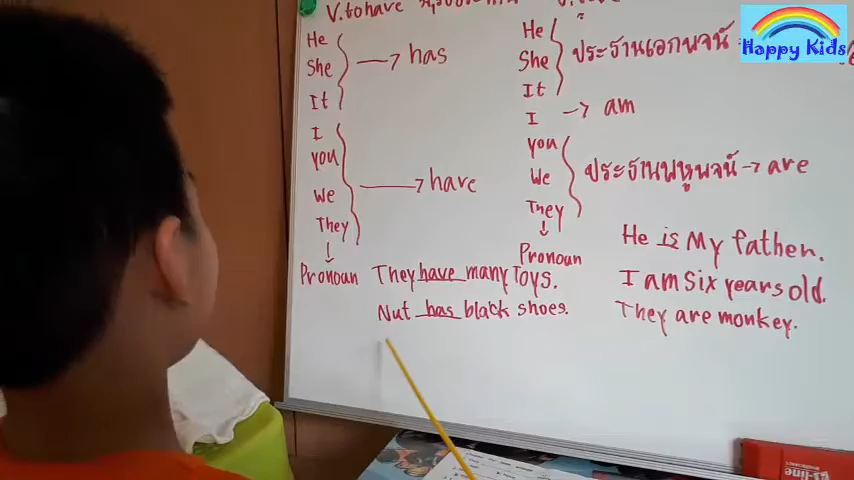 V.to have
He
She → has
It
I
you
We → have
They
↓
Pronoun
They have many Toys.
Nut has black shoes.
He
She ประธานเอกพจน์
It
I → am
you
We ประธานพหูพจน์ → are
They
↓
Pronoun
He is My father.
I am Six years old.
They are monkey.
Happy Kids